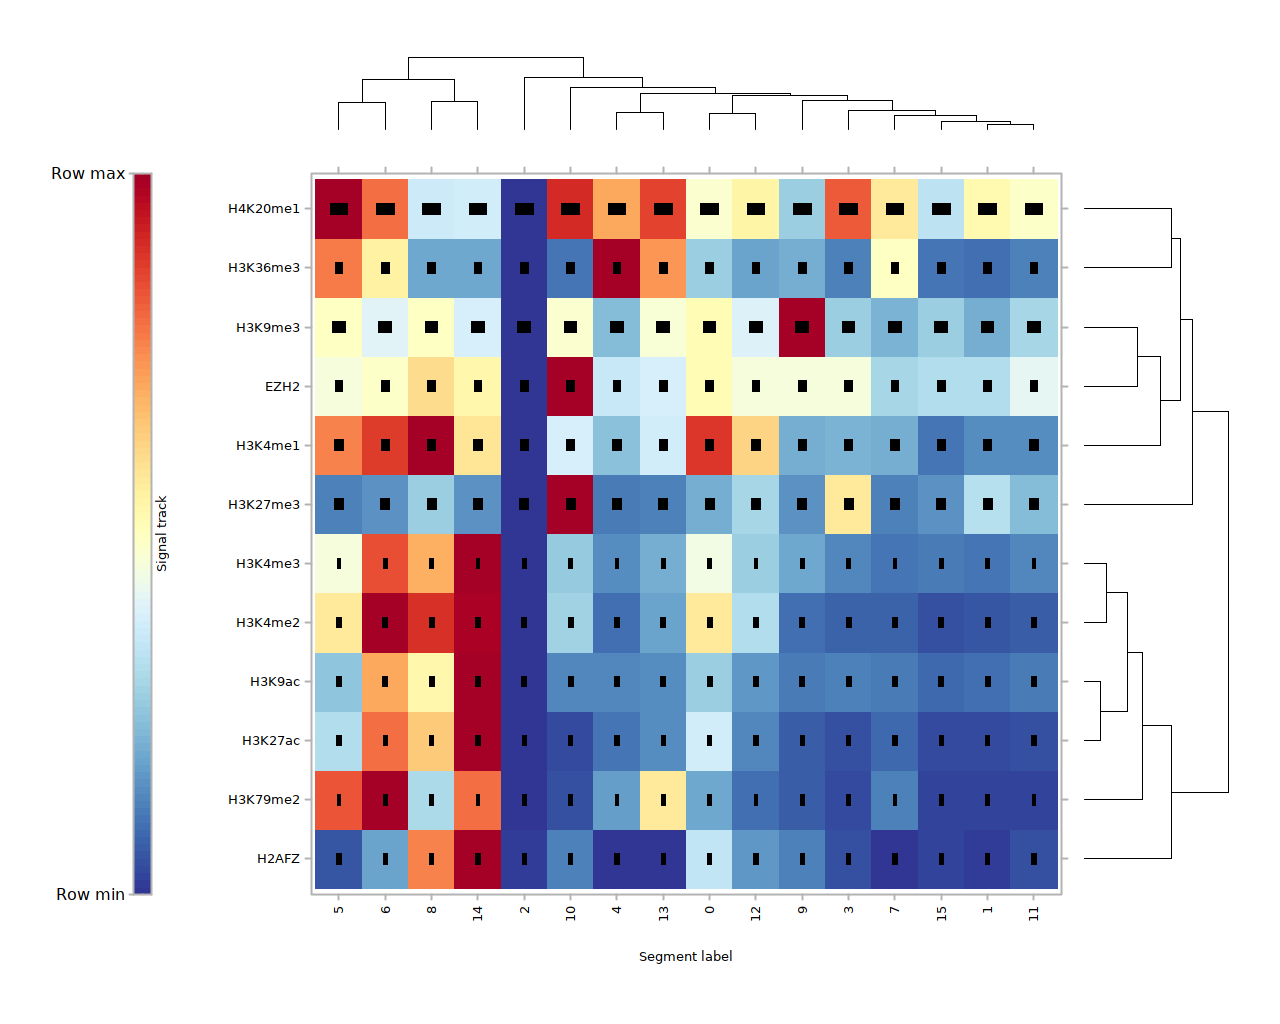 Row max
Signal track
Row min
H4K20me1
H3K36me3
H3K9me3
EZH2
H3K4me1
H3K27me3
H3K4me3
H3K4me2
H3K9ac
H3K27ac
H3K79me2
H2AFZ
5 6 8 14 2 10 4 13 0 12 9 3 7 15 1 11
Segment label